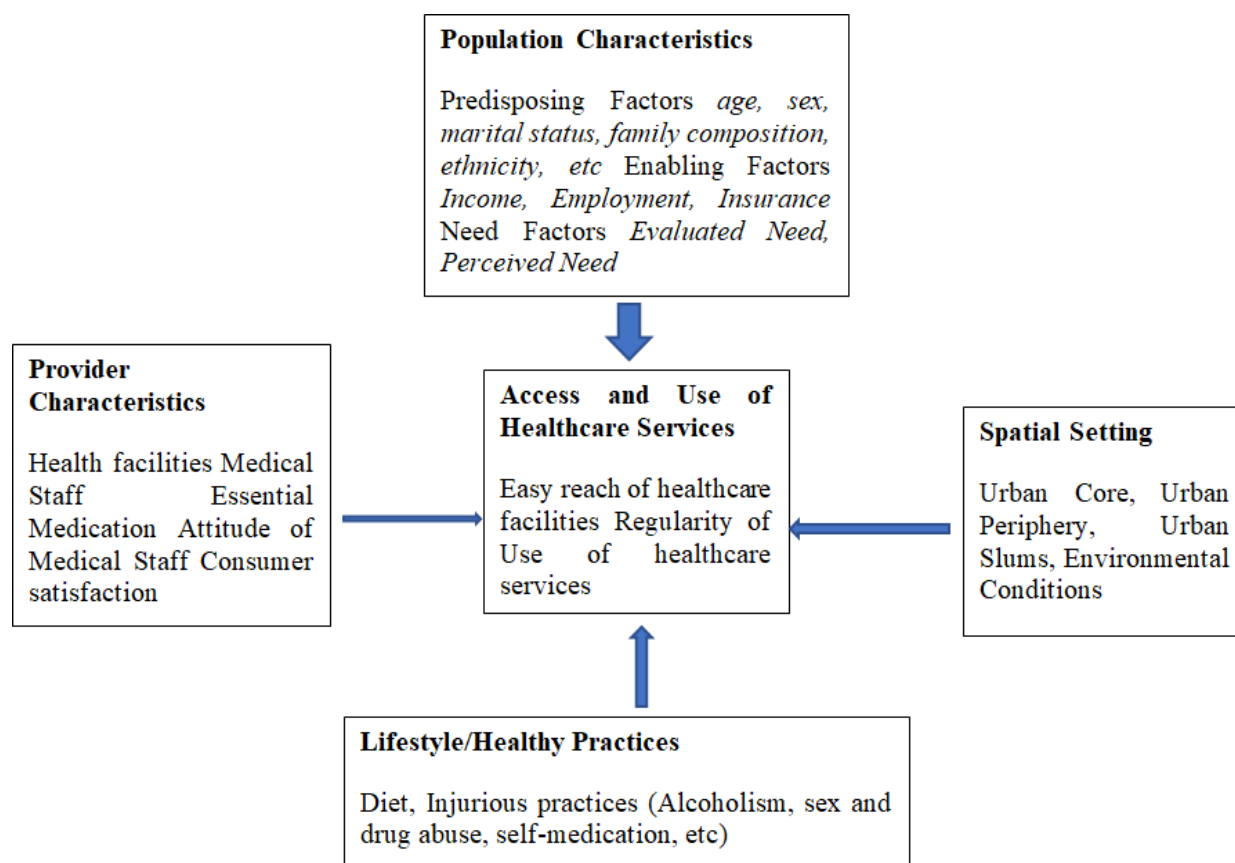 Population Characteristics
Predisposing Factors age, sex,
marital status, family composition,
ethnicity, etc Enabling Factors
Income, Employment, Insurance
Need Factors Evaluated Need,
Perceived Need
Provider
Characteristics
Health facilities Medical
Staff Essential
Medication Attitude of
Medical Staff Consumer
satisfaction
Access and Use of
Healthcare Services
Easy reach of healthcare
facilities Regularity of
Use of healthcare
services
Spatial Setting
Urban Core, Urban
Periphery, Urban
Slums, Environmental
Conditions
Lifestyle/Healthy Practices
Diet, Injurious practices (Alcoholism, sex and
drug abuse, self-medication, etc)